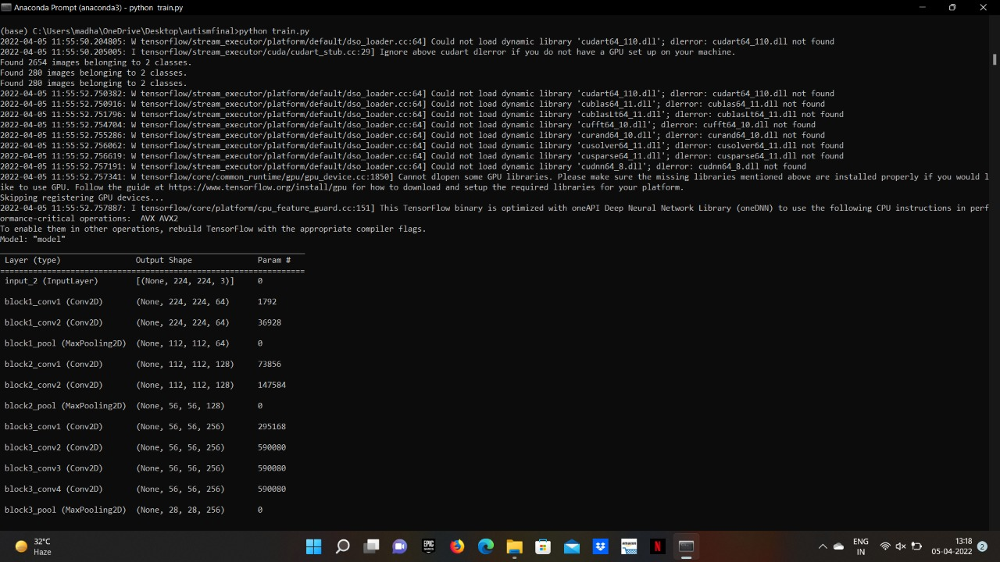 Anaconda Prompt (anaconda3) - python  train.py
(base) C:\Users\madha\OneDrive\Desktop\autismfinal>python train.py
2022-04-05 11:55:50.204805: W tensorflow/stream_executor/platform/default/dso_loader.cc:64] Could not load dynamic library 'cudart64_110.dll'; dlerror: cudart64_110.dll not found
2022-04-05 11:55:50.205005: I tensorflow/stream_executor/cuda/cudart_stub.cc:29] Ignore above cudart dlerror if you do not have a GPU set up on your machine.
Found 2654 images belonging to 2 classes.
Found 280 images belonging to 2 classes.
Found 280 images belonging to 2 classes.
2022-04-05 11:55:52.750382: W tensorflow/stream_executor/platform/default/dso_loader.cc:64] Could not load dynamic library 'cudart64_110.dll'; dlerror: cudart64_110.dll not found
2022-04-05 11:55:52.750916: W tensorflow/stream_executor/platform/default/dso_loader.cc:64] Could not load dynamic library 'cublas64_11.dll'; dlerror: cublas64_11.dll not found
2022-04-05 11:55:52.751796: W tensorflow/stream_executor/platform/default/dso_loader.cc:64] Could not load dynamic library 'cublasLt64_11.dll'; dlerror: cublasLt64_11.dll not found
2022-04-05 11:55:52.754704: W tensorflow/stream_executor/platform/default/dso_loader.cc:64] Could not load dynamic library 'cufft64_10.dll'; dlerror: cufft64_10.dll not found
2022-04-05 11:55:52.755286: W tensorflow/stream_executor/platform/default/dso_loader.cc:64] Could not load dynamic library 'curand64_10.dll'; dlerror: curand64_10.dll not found
2022-04-05 11:55:52.756062: W tensorflow/stream_executor/platform/default/dso_loader.cc:64] Could not load dynamic library 'cusolver64_11.dll'; dlerror: cusolver64_11.dll not found
2022-04-05 11:55:52.756619: W tensorflow/stream_executor/platform/default/dso_loader.cc:64] Could not load dynamic library 'cusparse64_11.dll'; dlerror: cusparse64_11.dll not found
2022-04-05 11:55:52.757191: W tensorflow/stream_executor/platform/default/dso_loader.cc:64] Could not load dynamic library 'cudnn64_8.dll'; dlerror: cudnn64_8.dll not found
2022-04-05 11:55:52.757341: W tensorflow/core/common_runtime/gpu/gpu_device.cc:1850] Cannot dlopen some GPU libraries. Please make sure the missing libraries mentioned above are installed properly if you would l
ike to use GPU. Follow the guide at https://www.tensorflow.org/install/gpu for how to download and setup the required libraries for your platform.
Skipping registering GPU devices...
2022-04-05 11:55:52.757887: I tensorflow/core/platform/cpu_feature_guard.cc:151] This TensorFlow binary is optimized with oneAPI Deep Neural Network Library (oneDNN) to use the following CPU instructions in perf
ormance-critical operations:  AVX AVX2
To enable them in other operations, rebuild TensorFlow with the appropriate compiler flags.
Model: "model"
Layer (type) Output Shape Param #
input_2 (InputLayer) [(None, 224, 224, 3)] 0
block1_conv1 (Conv2D) (None, 224, 224, 64) 1792
block1_conv2 (Conv2D) (None, 224, 224, 64) 36928
block1_pool (MaxPooling2D) (None, 112, 112, 64) 0
block2_conv1 (Conv2D) (None, 112, 112, 128) 73856
block2_conv2 (Conv2D) (None, 112, 112, 128) 147584
block2_pool (MaxPooling2D) (None, 56, 56, 128) 0
block3_conv1 (Conv2D) (None, 56, 56, 256) 295168
block3_conv2 (Conv2D) (None, 56, 56, 256) 590080
block3_conv3 (Conv2D) (None, 56, 56, 256) 590080
block3_conv4 (Conv2D) (None, 56, 56, 256) 590080
block3_pool (MaxPooling2D) (None, 28, 28, 256) 0
32°C
Haze
EPIC
GAMES
amazon
N
ENG
IN
13:18
05-04-2022
2